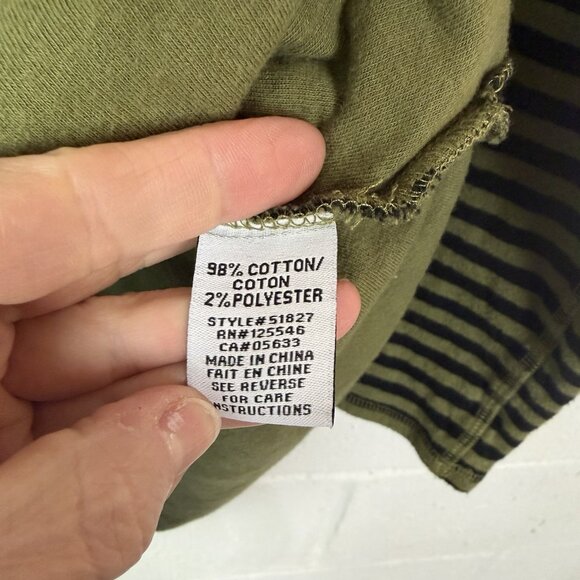 98% COTTON/
COTON
2% POLYESTER
STYLE#51827
RN#125546
CA#05633
MADE IN CHINA
FAIT EN CHINE
SEE REVERSE
FOR CARE
INSTRUCTIONS